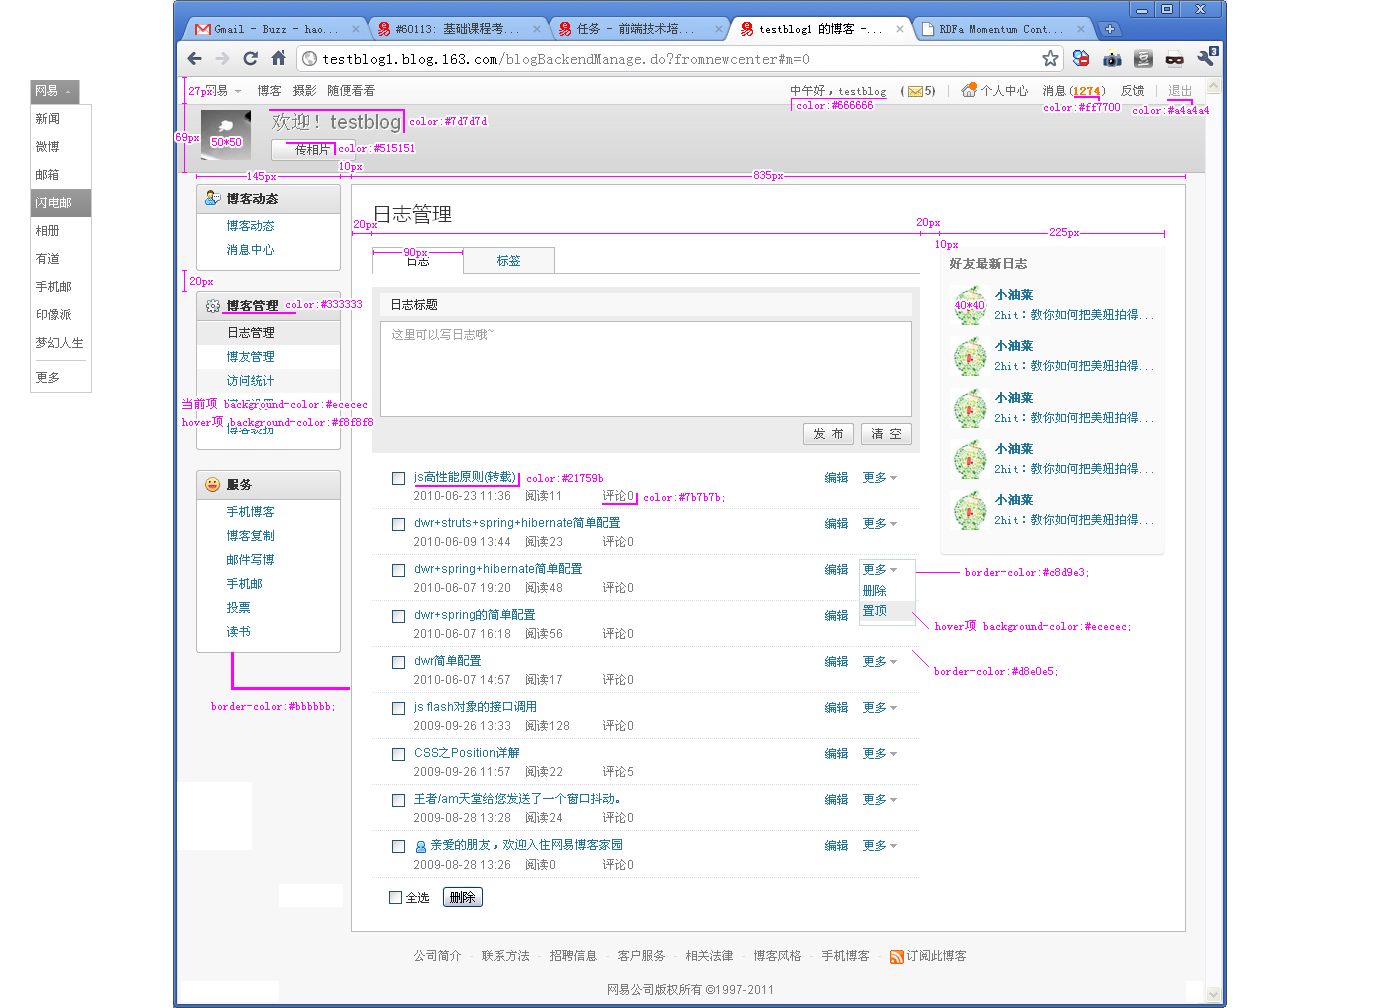 Gmail - Buzz - hao...
#60113: 基础课程考...
任务 - 前端技术培...
testblog1 的博客 -...
RDFa Momentum Cont...
testblog1.blog.163.com/blogBackendManage.do?fromnewcenter#m=0
9
网易
新闻
微博
邮箱
闪电邮
相册
有道
手机邮
印像派
梦幻人生
更多
27px网易 博客 摄影 随便看看
中午好，testblog (5) 个人中心 消息(1274) 反馈 退出
color:#666666 color:#ff7700 color:#a4a4a4
69px 50*50
欢迎！testblog color:#7d7d7d
传相片 color:#515151
10px
145px 835px
博客动态
博客动态
消息中心
20px
博客管理 color:#333333
日志管理
博友管理
访问统计
当前项 background-color:#ececec
hover项 background-color:#f8f8f8
服务
手机博客
博客复制
邮件写博
手机邮
投票
读书
border-color:#bbbbbb;
日志管理
20px 20px 10px 225px
90px
日志 标签
日志标题
这里可以写日志哦~
发 布 清 空
js高性能原则(转载) color:#21759b 编辑 更多
2010-06-23 11:36 阅读11 评论0 color:#7b7b7b;
dwr+struts+spring+hibernate简单配置 编辑 更多
2010-06-09 13:44 阅读23 评论0
dwr+spring+hibernate简单配置 编辑 更多
2010-06-07 19:20 阅读48 评论0
删除
置顶
dwr+spring的简单配置 编辑
2010-06-07 16:18 阅读56 评论0
dwr简单配置 编辑 更多
2010-06-07 14:57 阅读17 评论0
js flash对象的接口调用 编辑 更多
2009-09-26 13:33 阅读128 评论0
CSS之Position详解 编辑 更多
2009-09-26 11:57 阅读22 评论5
王者/am天堂给您发送了一个窗口抖动。 编辑 更多
2009-08-28 13:28 阅读24 评论0
亲爱的朋友，欢迎入住网易博客家园 编辑 更多
2009-08-28 13:26 阅读0 评论0
全选 删除
好友最新日志
40*40
小油菜
2hit：教你如何把美妞拍得...
小油菜
2hit：教你如何把美妞拍得...
小油菜
2hit：教你如何把美妞拍得...
小油菜
2hit：教你如何把美妞拍得...
小油菜
2hit：教你如何把美妞拍得...
border-color:#c8d9e3;
hover项 background-color:#ececec;
border-color:#d8e0e5;
公司简介 - 联系方法 - 招聘信息 - 客户服务 - 相关法律 - 博客风格 - 手机博客 - 订阅此博客
网易公司版权所有 ©1997-2011